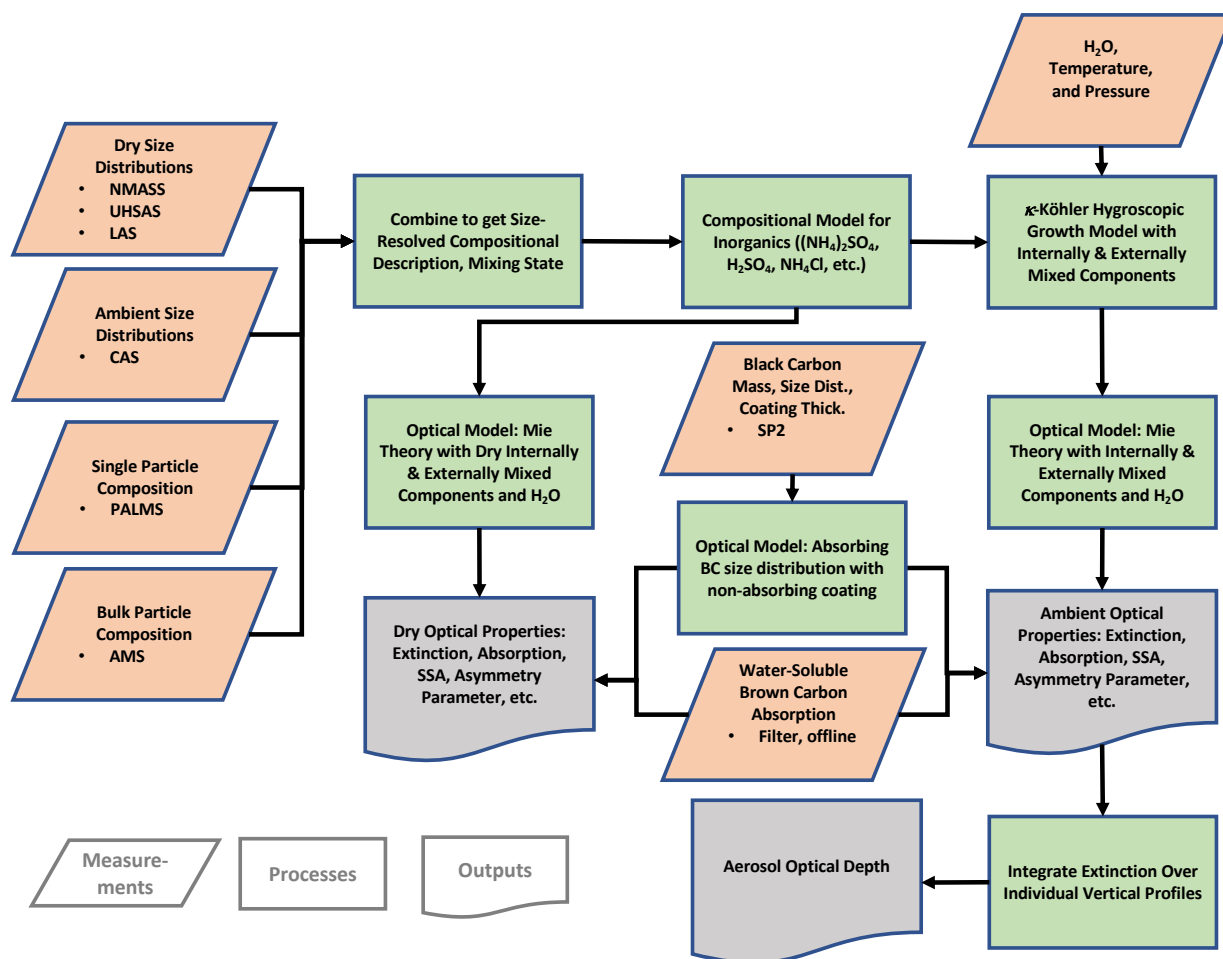 H₂O,
Temperature,
and Pressure
Dry Size
Distributions
• NMASS
• UHSAS
• LAS
Combine to get Size-
Resolved Compositional
Description, Mixing State
Compositional Model for
Inorganics ((NH₄)₂SO₄,
H₂SO₄, NH₄Cl, etc.)
κ-Köhler Hygroscopic
Growth Model with
Internally & Externally
Mixed Components
Ambient Size
Distributions
• CAS
Black Carbon
Mass, Size Dist.,
Coating Thick.
• SP2
Optical Model: Mie
Theory with Dry Internally
& Externally Mixed
Components and H₂O
Optical Model: Mie
Theory with Internally &
Externally Mixed
Components and H₂O
Single Particle
Composition
• PALMS
Optical Model: Absorbing
BC size distribution with
non-absorbing coating
Bulk Particle
Composition
• AMS
Dry Optical Properties:
Extinction, Absorption,
SSA, Asymmetry
Parameter, etc.
Water-Soluble
Brown Carbon
Absorption
• Filter, offline
Ambient Optical
Properties: Extinction,
Absorption, SSA,
Asymmetry Parameter,
etc.
Measure-
ments
Processes
Outputs
Aerosol Optical Depth
Integrate Extinction Over
Individual Vertical Profiles